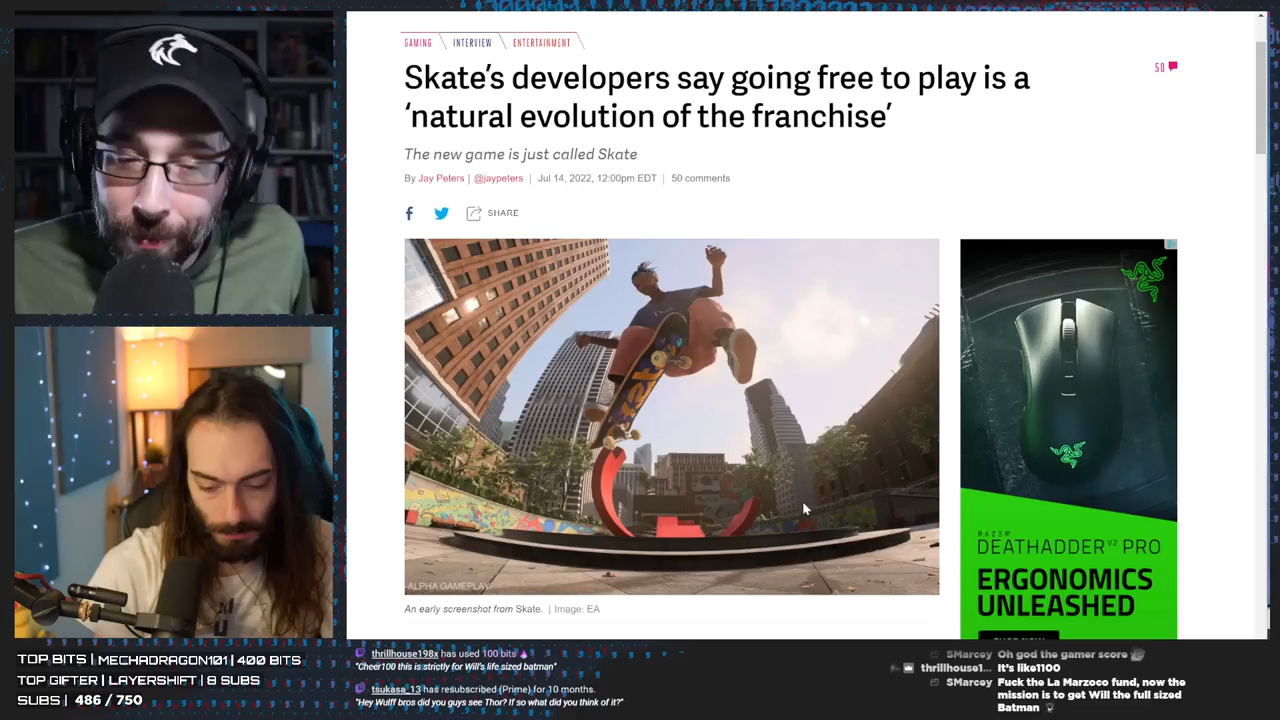 GAMING
INTERVIEW
ENTERTAINMENT
Skate's developers say going free to play is a
'natural evolution of the franchise'
50
The new game is just called Skate
By Jay Peters | @jaypeters | Jul 14, 2022, 12:00pm EDT | 50 comments
SHARE
ALPHA GAMEPLAY
An early screenshot from Skate. | Image: EA
RAZER
DEATHADDER V2 PRO
ERGONOMICS
UNLEASHED
TOP BITS | MECHADRAGON101 | 400 BITS
TOP GIFTER | LAYERSHIFT | 8 SUBS
SUBS | 486 / 750
thrillhouse198x has used 100 bits
"Cheer100 this is strictly for Will's life sized batman"
tsukasa_13 has resubscribed (Prime) for 10 months.
"Hey Wulff bros did you guys see Thor? If so what did you think of it?"
SMarcey Oh god the gamer score
thrillhouse1... It's like1100
SMarcey Fuck the La Marzoco fund, now the
mission is to get Will the full sized
Batman